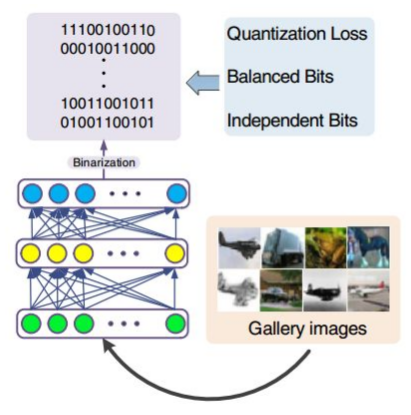 11100100110
00010011000
10011001011
01001100101
Quantization Loss
Balanced Bits
Independent Bits
Binarization
Gallery images